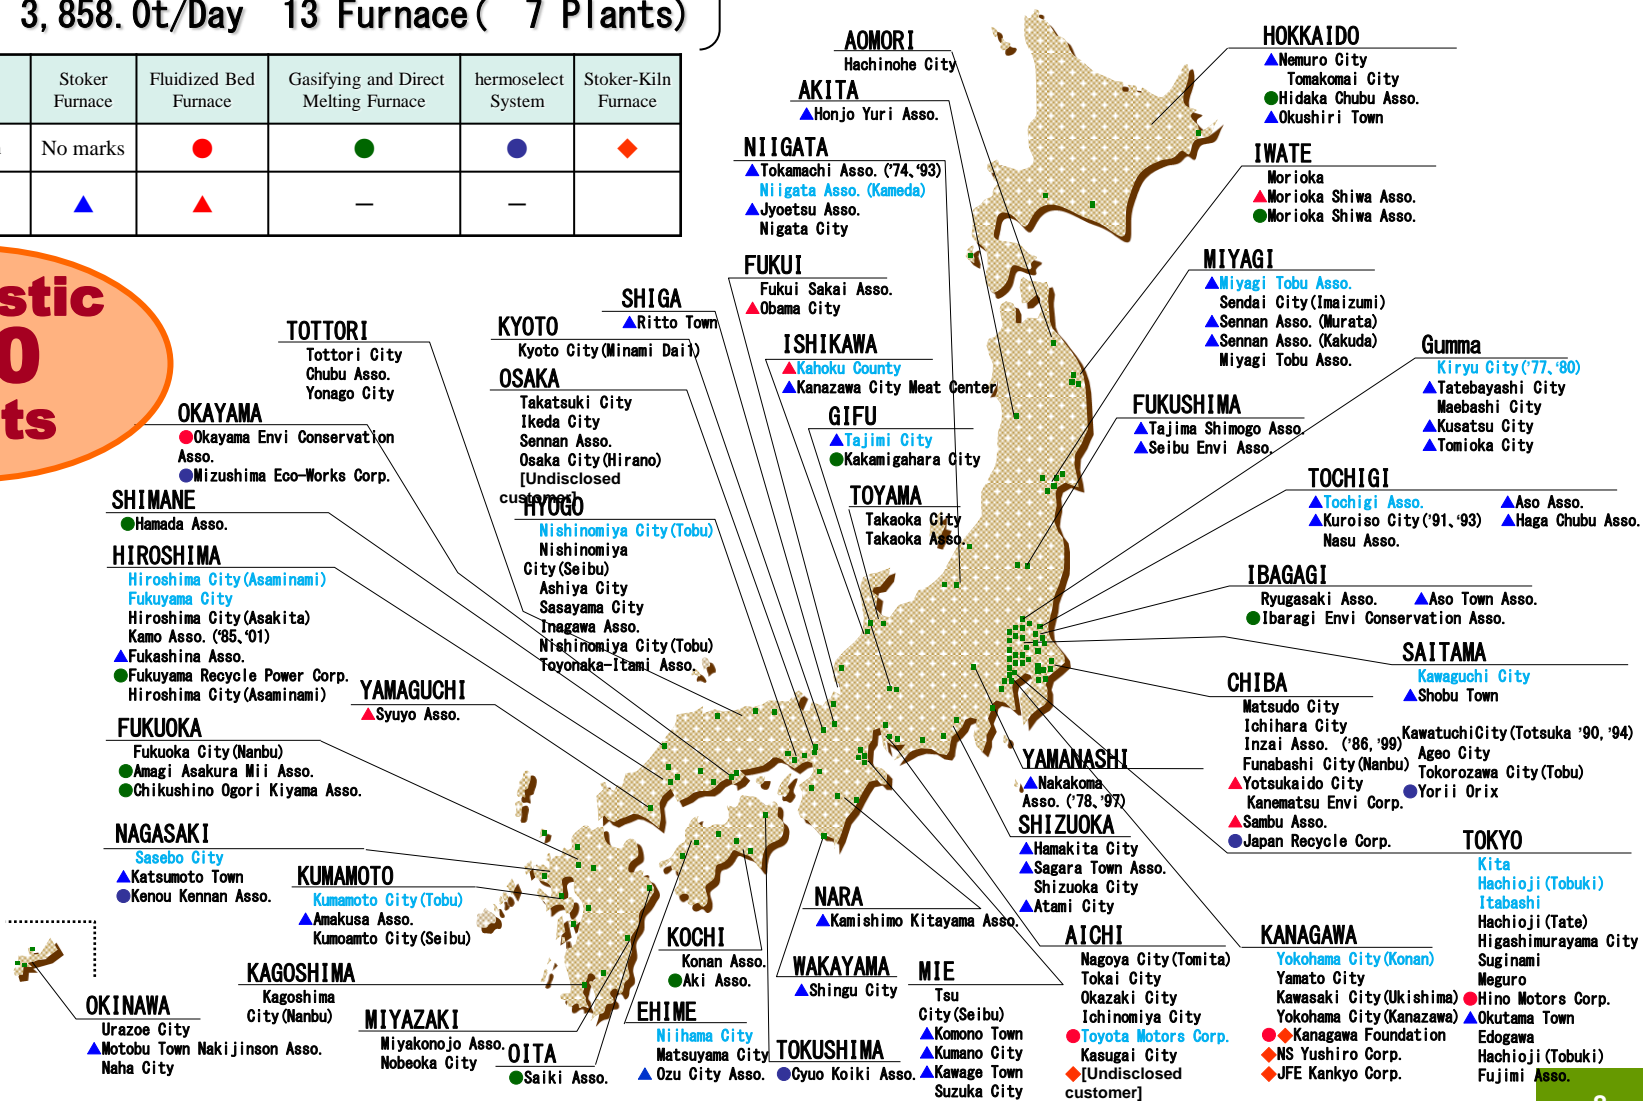 3,858.0t/Day 13 Furnace( 7 Plants)
Stoker
Furnace
Fluidized Bed
Furnace
Gasifying and Direct
Melting Furnace
hermoselect
System
Stoker-Kiln
Furnace
No marks
—
—
stic
0
ts
AOMORI
Hachinohe City
AKITA
Honjo Yuri Asso.
NIIGATA
Tokamachi Asso. ('74、'93)
Niigata Asso. (Kameda)
Jyoetsu Asso.
Nigata City
FUKUI
Fukui Sakai Asso.
Obama City
ISHIKAWA
Kahoku County
Kanazawa City Meat Center
GIFU
Tajimi City
Kakamigahara City
TOYAMA
Takaoka City
Takaoka Asso.
SHIGA
Ritto Town
KYOTO
Kyoto City(Minami Dai1)
OSAKA
Takatsuki City
Ikeda City
Sennan Asso.
Osaka City(Hirano)
[Undisclosed
customer]
HYOGO
Nishinomiya City(Tobu)
Nishinomiya
City(Seibu)
Ashiya City
Sasayama City
Inagawa Asso.
Nishinomiya City(Tobu)
Toyonaka-Itami Asso.
TOTTORI
Tottori City
Chubu Asso.
Yonago City
OKAYAMA
Okayama Envi Conservation
Asso.
Mizushima Eco-Works Corp.
SHIMANE
Hamada Asso.
HIROSHIMA
Hiroshima City(Asaminami)
Fukuyama City
Hiroshima City(Asakita)
Kamo Asso. ('85、'01)
Fukashina Asso.
Fukuyama Recycle Power Corp.
Hiroshima City(Asaminami)
YAMAGUCHI
Syuyo Asso.
FUKUOKA
Fukuoka City(Nanbu)
Amagi Asakura Mii Asso.
Chikushino Ogori Kiyama Asso.
NAGASAKI
Sasebo City
Katsumoto Town
Kenou Kennan Asso.
KUMAMOTO
Kumamoto City(Tobu)
Amakusa Asso.
Kumoamto City(Seibu)
KAGOSHIMA
Kagoshima
City(Nanbu)
OKINAWA
Urazoe City
Motobu Town Nakijinson Asso.
Naha City
MIYAZAKI
Miyakonojo Asso.
Nobeoka City
OITA
Saiki Asso.
KOCHI
Konan Asso.
Aki Asso.
EHIME
Niihama City
Matsuyama City
Ozu City Asso.
TOKUSHIMA
Cyuo Koiki Asso.
NARA
Kamishimo Kitayama Asso.
WAKAYAMA
Shingu City
MIE
Tsu
City(Seibu)
Komono Town
Kumano City
Kawage Town
Suzuka City
AICHI
Nagoya City(Tomita)
Tokai City
Okazaki City
Ichinomiya City
Toyota Motors Corp.
Kasugai City
[Undisclosed
customer]
YAMANASHI
Nakakoma
Asso. ('78、'97)
SHIZUOKA
Hamakita City
Sagara Town Asso.
Shizuoka City
Atami City
KANAGAWA
Yokohama City(Konan)
Yamato City
Kawasaki City(Ukishima)
Yokohama City(Kanazawa)
Kanagawa Foundation
NS Yushiro Corp.
JFE Kankyo Corp.
TOKYO
Kita
Hachioji(Tobuki)
Itabashi
Hachioji(Tate)
Higashimurayama City
Suginami
Meguro
Hino Motors Corp.
Okutama Town
Edogawa
Hachioji(Tobuki)
Fujimi Asso.
CHIBA
Matsudo City
Ichihara City
Inzai Asso. ('86,'99)
Funabashi City(Nanbu)
Yotsukaido City
Kanematsu Envi Corp.
Sambu Asso.
Japan Recycle Corp.
SAITAMA
Kawaguchi City
Shobu Town
KawatuchiCity(Totsuka '90,'94)
Ageo City
Tokorozawa City(Tobu)
Yorii Orix
IBAGAGI
Ryugasaki Asso.
Aso Town Asso.
Ibaragi Envi Conservation Asso.
TOCHIGI
Tochigi Asso.
Aso Asso.
Kuroiso City('91、'93)
Haga Chubu Asso.
Nasu Asso.
Gumma
Kiryu City('77、'80)
Tatebayashi City
Maebashi City
Kusatsu City
Tomioka City
FUKUSHIMA
Tajima Shimogo Asso.
Seibu Envi Asso.
MIYAGI
Miyagi Tobu Asso.
Sendai City(Imaizumi)
Sennan Asso. (Murata)
Sennan Asso. (Kakuda)
Miyagi Tobu Asso.
IWATE
Morioka
Morioka Shiwa Asso.
Morioka Shiwa Asso.
HOKKAIDO
Nemuro City
Tomakomai City
Hidaka Chubu Asso.
Okushiri Town